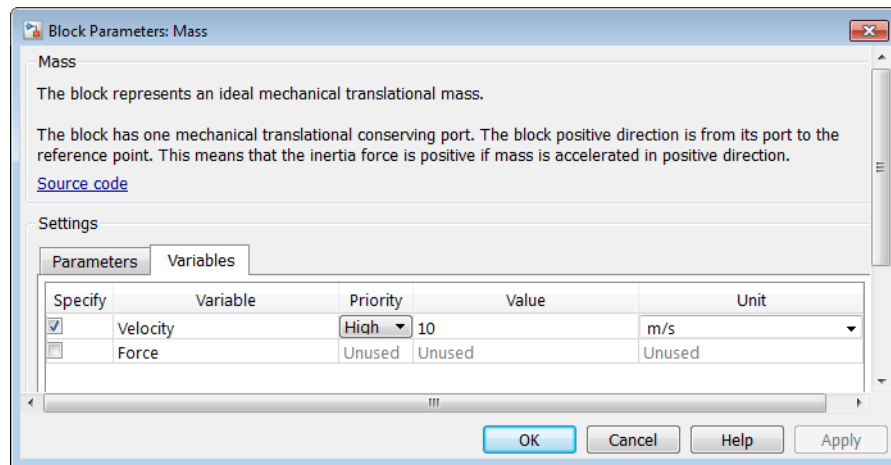 Block Parameters: Mass
Mass
The block represents an ideal mechanical translational mass.
The block has one mechanical translational conserving port. The block positive direction is from its port to the
reference point. This means that the inertia force is positive if mass is accelerated in positive direction.
Source code
Settings
Parameters Variables
Specify Variable Priority Value Unit
Velocity High 10 m/s
Force Unused Unused Unused
OK Cancel Help Apply